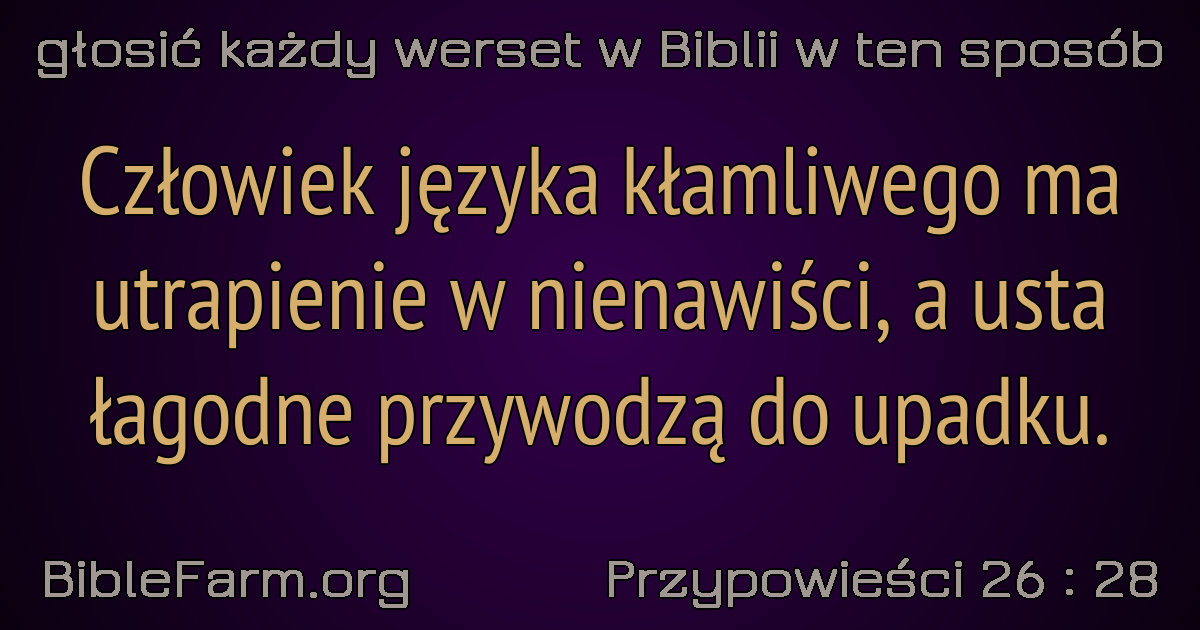 głosić każdy werset w Biblii w ten sposób
Człowiek języka kłamliwego ma
utrapienie w nienawiści, a usta
łagodne przywodzą do upadku.
BibleFarm.org
Przypowieści 26 : 28